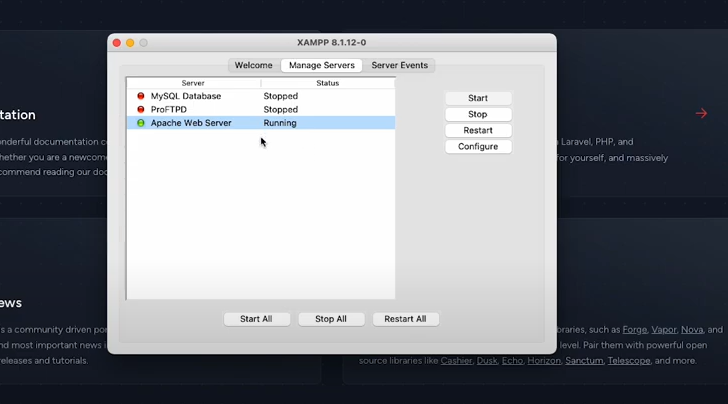 XAMPP 8.1.12-0
Welcome Manage Servers Server Events
Server Status
MySQL Database Stopped
ProFTPD Stopped
Apache Web Server Running
Start
Stop
Restart
Configure
Start All Stop All Restart All
tation
onderful documentation
hether you are a newcome
commend reading our doc
Laravel, PHP, and
for yourself, and massively
ews
s a community driven por
nd most important news i
eleases and tutorials.
braries, such as Forge, Vapor, Nova, and
level. Pair them with powerful open
source libraries like Cashier, Dusk, Echo, Horizon, Sanctum, Telescope, and more.